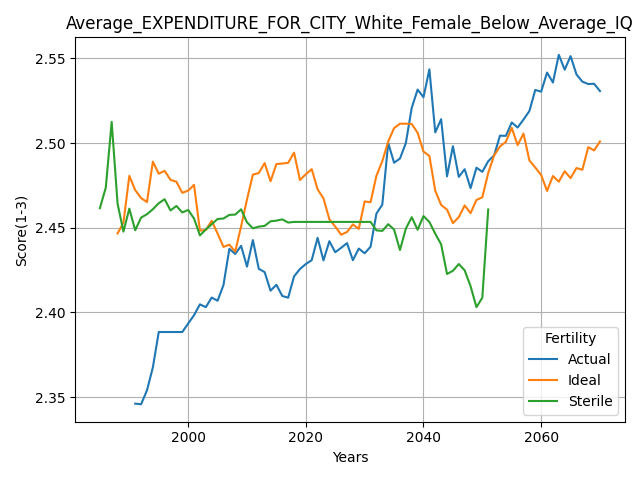 Average_EXPENDITURE_FOR_CITY_White_Female_Below_Average_IQ
Score(1-3)
2.55
2.50
2.45
2.40
2.35
2000
2020
2040
2060
Years
Fertility
Actual
Ideal
Sterile